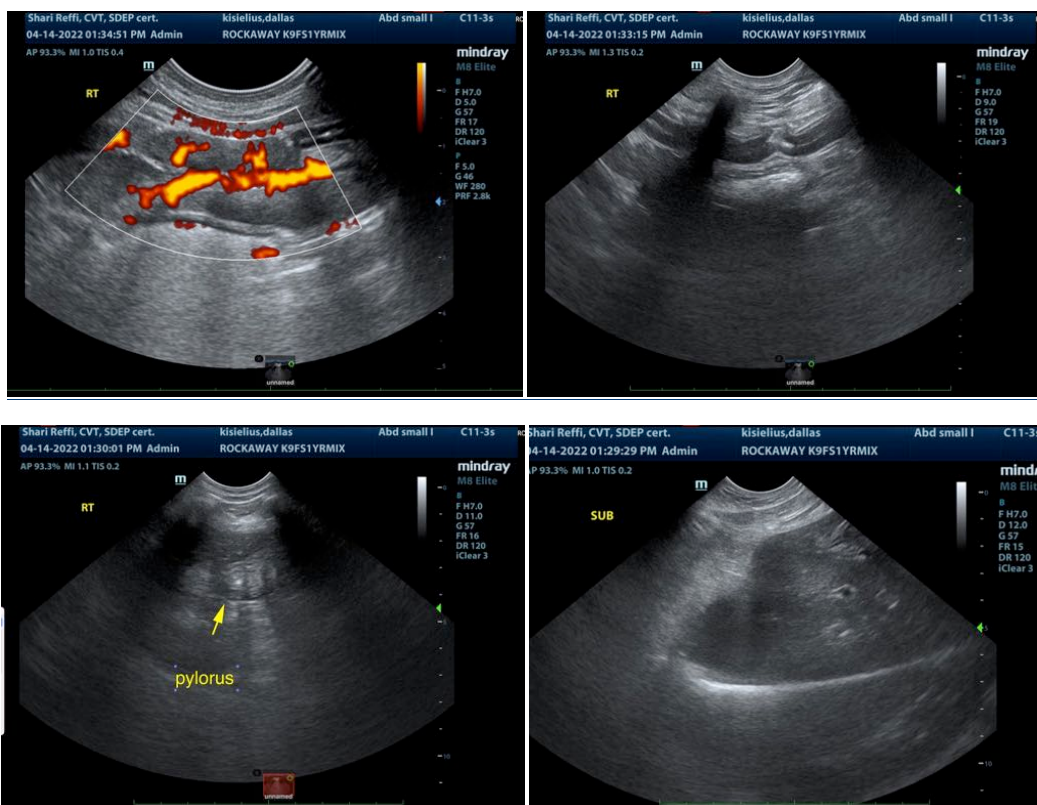 Shari Reffi, CVT, SDEP cert. kisielius,dallas Abd small I C11-3s
04-14-2022 01:34:51 PM Admin ROCKAWAY K9FS1YRMIX
AP 93.3% MI 1.0 TIS 0.4
mindray
M8 Elite
m
RT
B
F H7.0
D 5.0
G 57
FR 17
DR 120
iClear 3
P
F 5.0
G 46
WF 280
PRF 2.8k
unnamed
Shari Reffi, CVT, SDEP cert. kisielius,dallas Abd small I C11-3s
04-14-2022 01:33:15 PM Admin ROCKAWAY K9FS1YRMIX
AP 93.3% MI 1.3 TIS 0.2
mindray
M8 Elite
m
RT
B
F H7.0
D 9.0
G 57
FR 19
DR 120
iClear 3
unnamed
Shari Reffi, CVT, SDEP cert. kisielius,dallas Abd small I C11-3s
04-14-2022 01:30:01 PM Admin ROCKAWAY K9FS1YRMIX
AP 93.3% MI 1.1 TIS 0.2
mindray
M8 Elite
m
RT
B
F H7.0
D 11.0
G 57
FR 16
DR 120
iClear 3
5
pylorus
10
unnamed
Shari Reffi, CVT, SDEP cert. kisielius,dallas Abd small I C11-3s
04-14-2022 01:29:29 PM Admin ROCKAWAY K9FS1YRMIX
P 93.3% MI 1.0 TIS 0.2
mindra
M8 Elite
m
SUB
B
F H7.0
D 12.0
G 57
FR 15
DR 120
iClear 3
5
10
unnamed